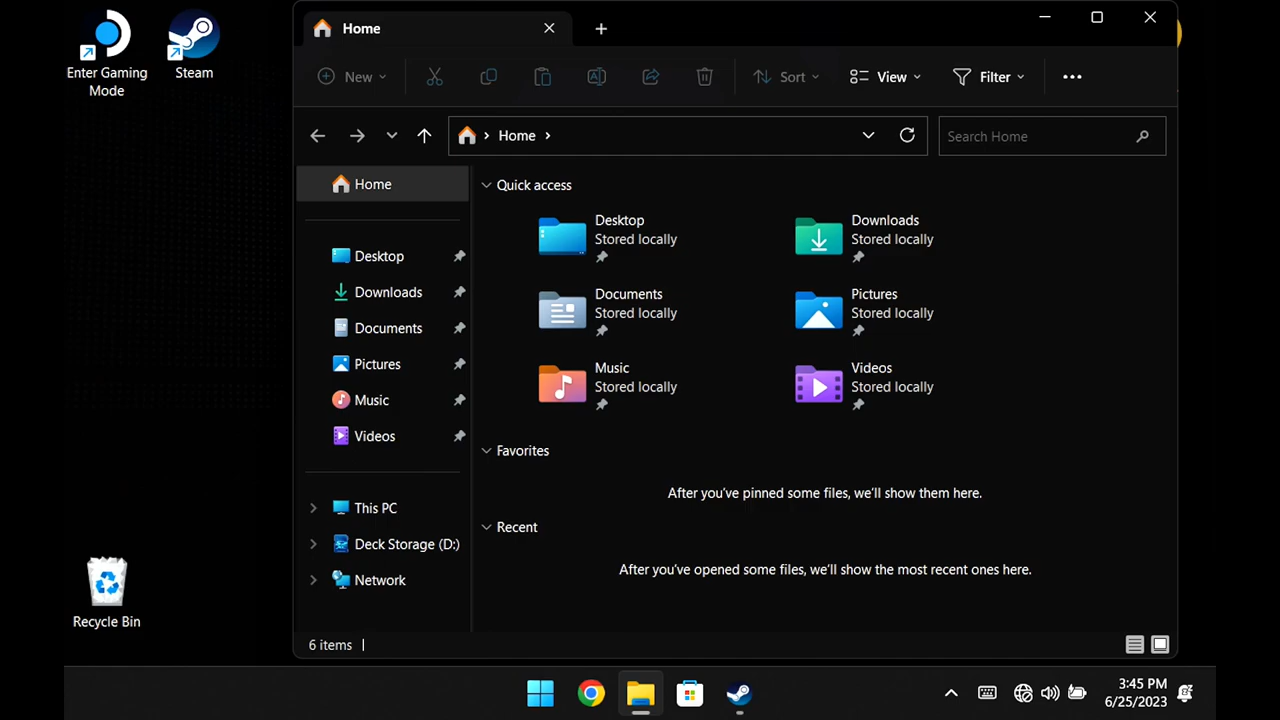 Enter Gaming
Mode
Steam
Recycle Bin
Home
New
Sort
View
Filter
Home
Search Home
Home
Desktop
Downloads
Documents
Pictures
Music
Videos
This PC
Deck Storage (D:)
Network
Quick access
Desktop
Stored locally
Downloads
Stored locally
Documents
Stored locally
Pictures
Stored locally
Music
Stored locally
Videos
Stored locally
Favorites
After you've pinned some files, we'll show them here.
Recent
After you've opened some files, we'll show the most recent ones here.
6 items
3:45 PM
6/25/2023